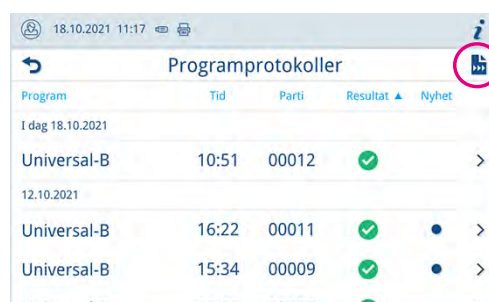 18.10.2021 11:17
Programprotokoller
Program Tid Parti Resultat ▲ Nyhet
I dag 18.10.2021
Universal-B 10:51 00012
12.10.2021
Universal-B 16:22 00011
Universal-B 15:34 00009